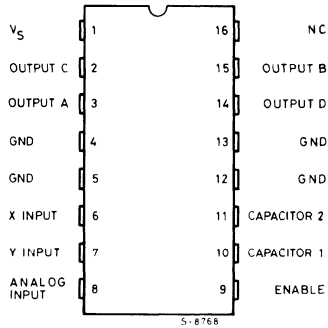 VS 1 16 NC
OUTPUT C 2 15 OUTPUT B
OUTPUT A 3 14 OUTPUT D
GND 4 13 GND
GND 5 12 GND
X INPUT 6 11 CAPACITOR 2
Y INPUT 7 10 CAPACITOR 1
ANALOG
INPUT 8 9 ENABLE
S-8768